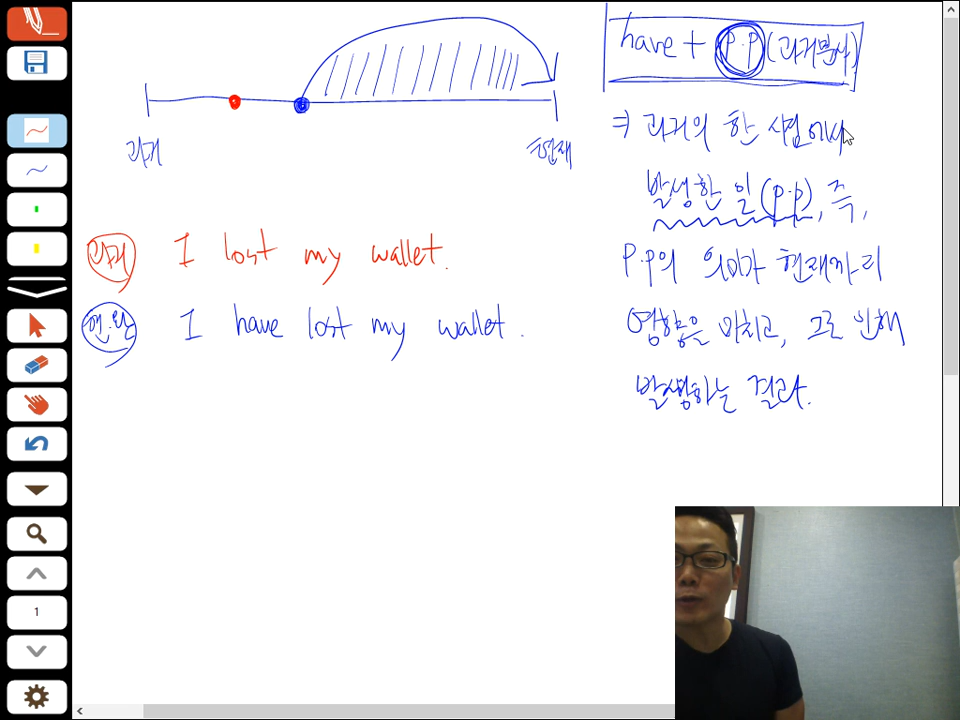 have + p.p (과거분사)
과거
현재
⇒ 과거의 한 시점에서
발생한 일(p.p), 즉,
p.p의 의미가 현재까지
영향을 미치고, 그로 인해
발생하는 결과.
과거 I lost my wallet.
현.완 I have lost my wallet.
1